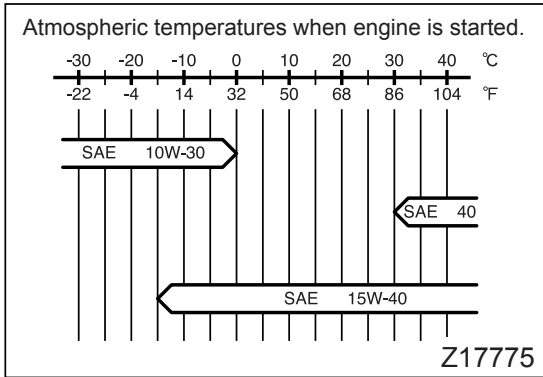 Atmospheric temperatures when engine is started.
-30 -20 -10 0 10 20 30 40 ℃
-22 -4 14 32 50 68 86 104 ℉
SAE 10W-30
SAE 40
SAE 15W-40
Z17775